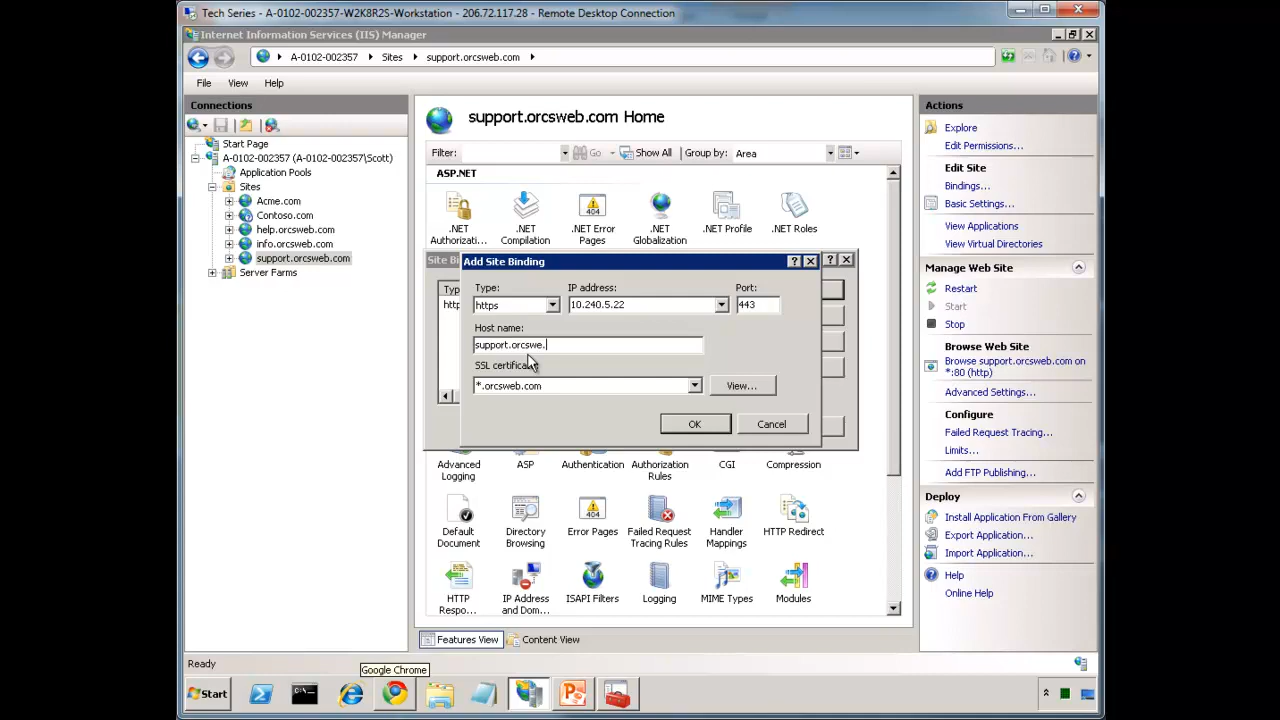 Tech Series - A-0102-002357-W2K8R2S-Workstation - 206.72.117.28 - Remote Desktop Connection
Internet Information Services (IIS) Manager
A-0102-002357 Sites support.orcsweb.com
File View Help
Connections
Start Page
A-0102-002357 (A-0102-002357\Scott)
Application Pools
Sites
Acme.com
Contoso.com
help.orcsweb.com
info.orcsweb.com
support.orcsweb.com
Server Farms
support.orcsweb.com Home
Filter: Go Show All Group by: Area
ASP.NET
.NET Authorizati...
.NET Compilation
.NET Error Pages
.NET Globalization
.NET Profile
.NET Roles
Site Bi
Typ
http
Add Site Binding
Type: IP address: Port:
https 10.240.5.22 443
Host name:
support.orcswe.
SSL certificate:
*.orcsweb.com View...
OK Cancel
Advanced Logging
ASP
Authentication
Authorization Rules
CGI
Compression
Default Document
Directory Browsing
Error Pages
Failed Request Tracing Rules
Handler Mappings
HTTP Redirect
HTTP Respo...
IP Address and Dom...
ISAPI Filters
Logging
MIME Types
Modules
Features View Content View
Actions
Explore
Edit Permissions...
Edit Site
Bindings...
Basic Settings...
View Applications
View Virtual Directories
Manage Web Site
Restart
Start
Stop
Browse Web Site
Browse support.orcsweb.com on
*:80 (http)
Advanced Settings...
Configure
Failed Request Tracing...
Limits...
Add FTP Publishing...
Deploy
Install Application From Gallery
Export Application...
Import Application...
Help
Online Help
Ready
Google Chrome
Start